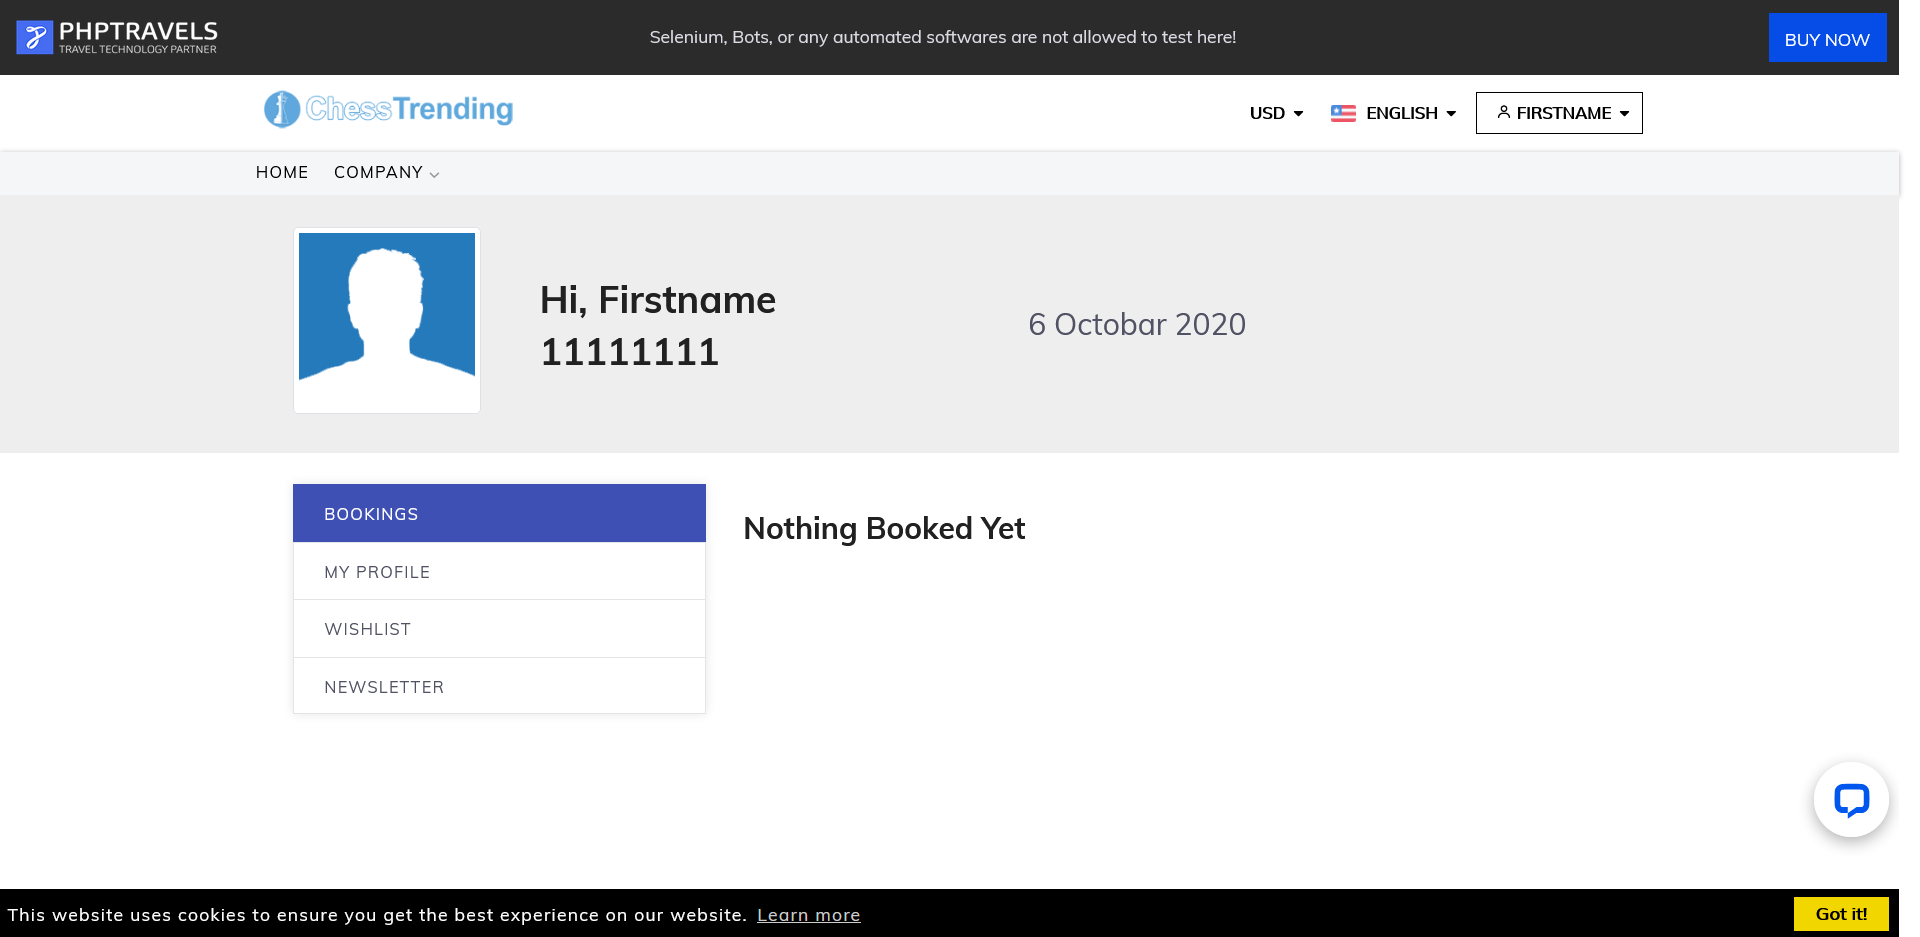 PHPTRAVELS
TRAVEL TECHNOLOGY PARTNER
Selenium, Bots, or any automated softwares are not allowed to test here!
BUY NOW
ChessTrending
USD
ENGLISH
FIRSTNAME
HOME
COMPANY
Hi, Firstname
11111111
6 Octobar 2020
BOOKINGS
MY PROFILE
WISHLIST
NEWSLETTER
Nothing Booked Yet
This website uses cookies to ensure you get the best experience on our website. Learn more
Got it!